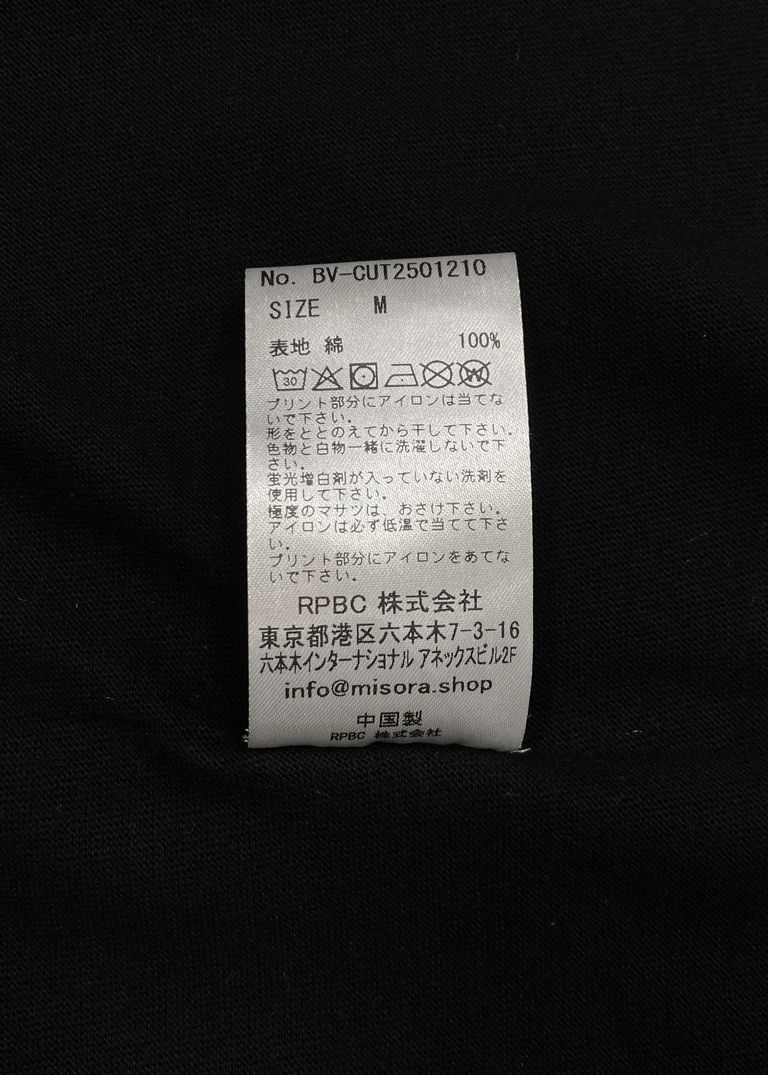 No. BV-CUT2501210
SIZE M
表地 綿 100%
30
W
プリント部分にアイロンは当てな
いで下さい。
形をととのえてから干して下さい.
色物と白物一緒に洗濯しないで下
さい。
蛍光増白剤が入っていない洗剤を
使用して下さい。
極度のマサツは、おさけ下さい。
アイロンは必ず低温で当てて下さ
い。
プリント部分にアイロンをあてな
いで下さい。
RPBC 株式会社
東京都港区六本木7-3-16
六本木インターナショナル アネックスビル2F
info@misora.shop
中国製
RPBC 株式会社